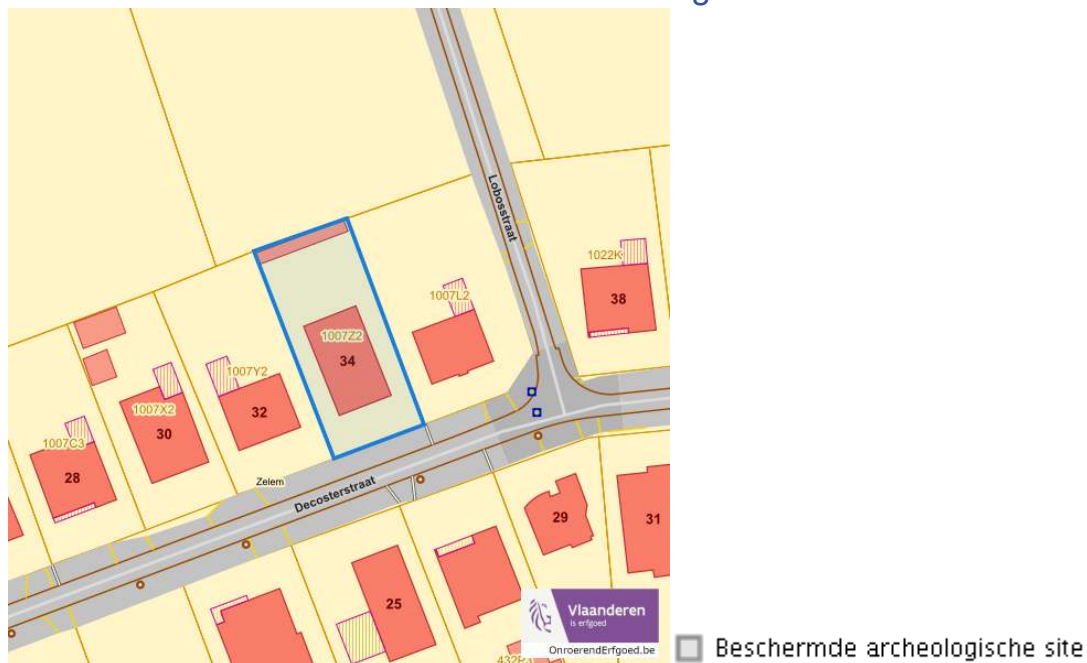 Lobosstraat
1022K
38
1007L2
1007Z2
34
1007Y2
32
1007X2
30
1007C3
28
Zelem
Decosterstraat
29
31
25
Vlaanderen
is erfgoed
OnroerendErfgoed.be
Beschermde archeologische site